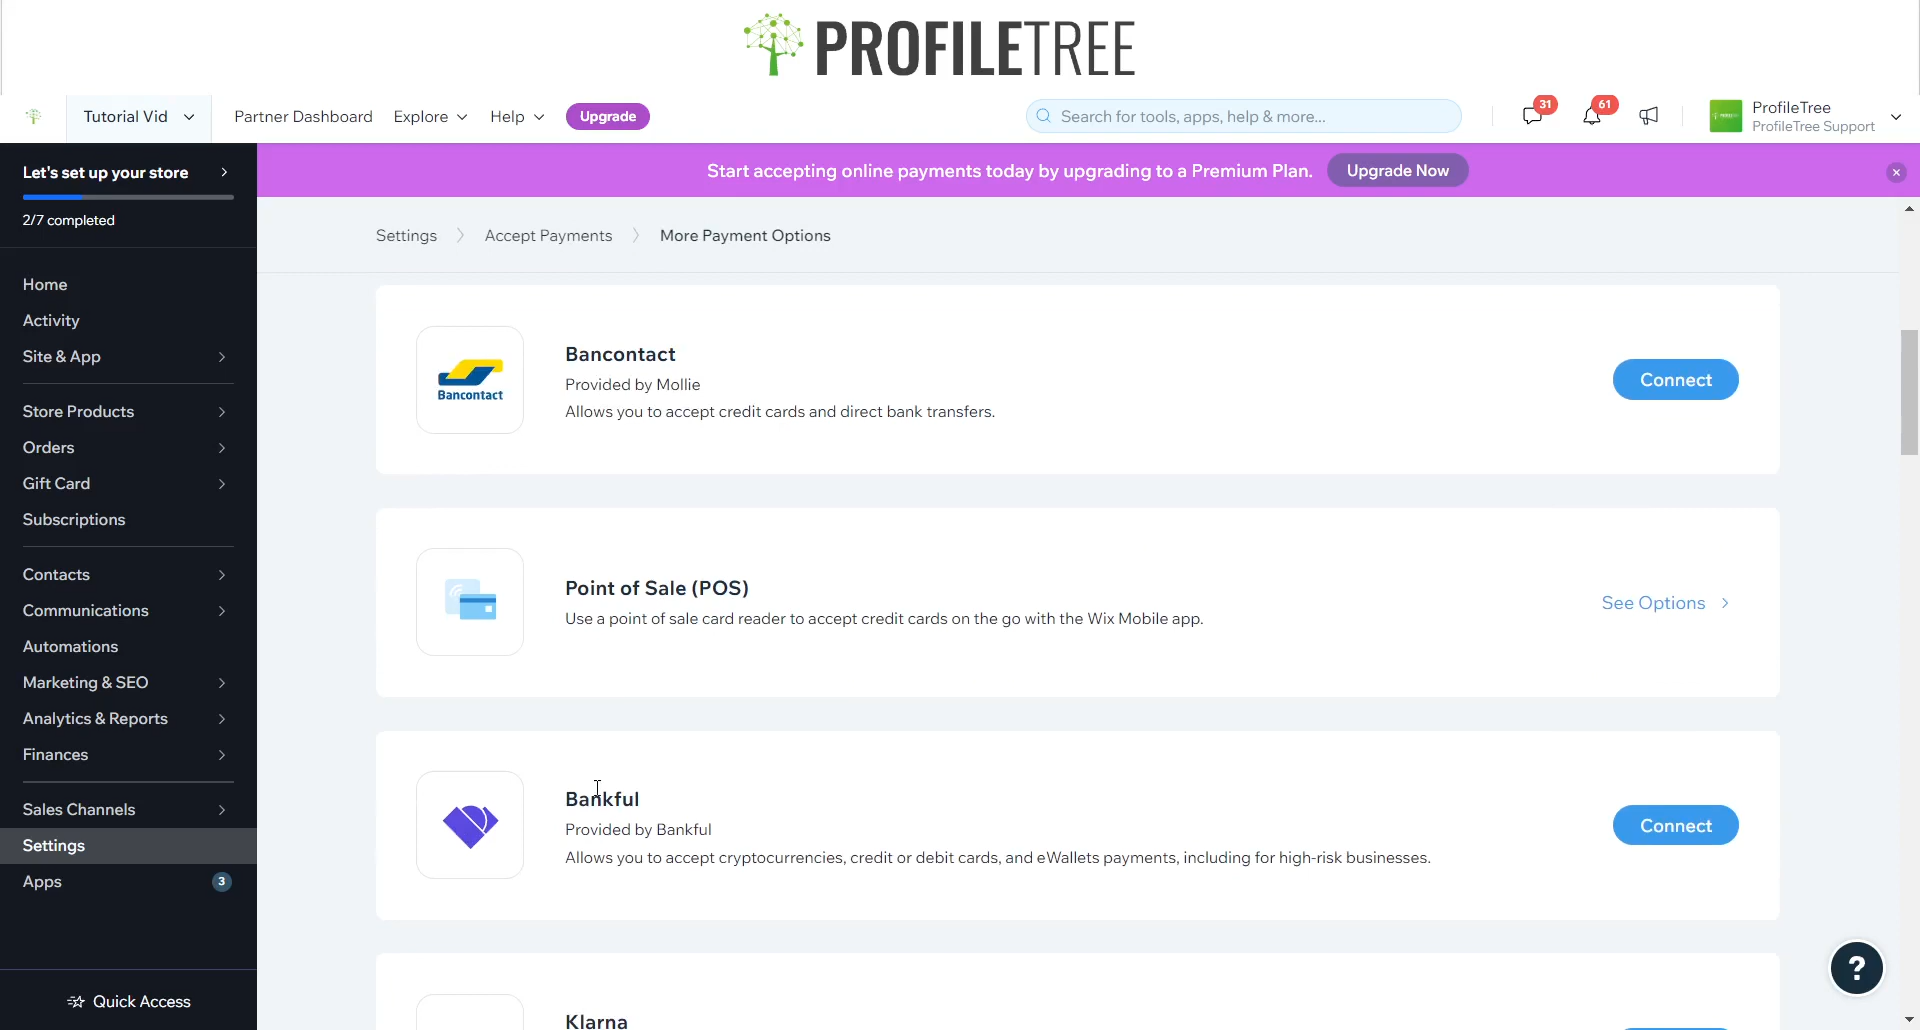 PROFILETREE
Tutorial Vid
Partner Dashboard
Explore
Help
Upgrade
Search for tools, apps, help & more...
31
61
ProfileTree
ProfileTree Support
Let's set up your store
2/7 completed
Start accepting online payments today by upgrading to a Premium Plan.
Upgrade Now
Settings
Accept Payments
More Payment Options
Home
Activity
Site & App
Store Products
Orders
Gift Card
Subscriptions
Contacts
Communications
Automations
Marketing & SEO
Analytics & Reports
Finances
Sales Channels
Settings
Apps
3
Quick Access
Bancontact
Bancontact
Provided by Mollie
Allows you to accept credit cards and direct bank transfers.
Connect
Point of Sale (POS)
Use a point of sale card reader to accept credit cards on the go with the Wix Mobile app.
See Options
Bankful
Provided by Bankful
Allows you to accept cryptocurrencies, credit or debit cards, and eWallets payments, including for high-risk businesses.
Connect
Klarna
?